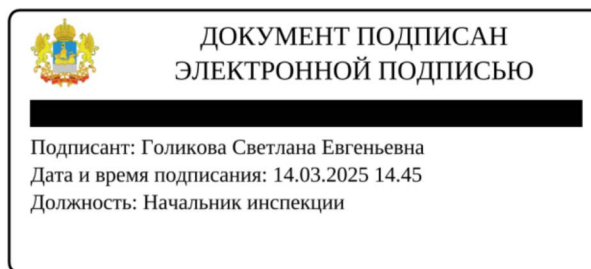 ДОКУМЕНТ ПОДПИСАН
ЭЛЕКТРОННОЙ ПОДПИСЬЮ
Подписант: Голикова Светлана Евгеньевна
Дата и время подписания: 14.03.2025 14.45
Должность: Начальник инспекции